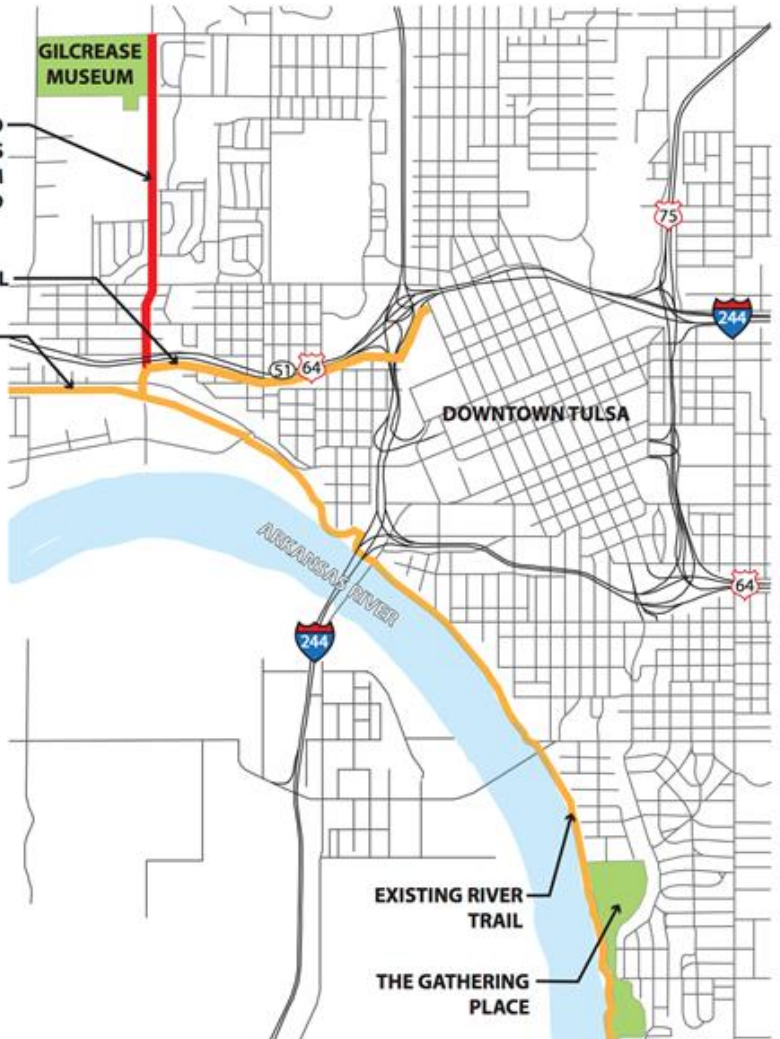 GILCREASE
MUSEUM
75
244
51
64
DOWNTOWN TULSA
ARKANSAS RIVER
64
244
EXISTING RIVER
TRAIL
THE GATHERING
PLACE